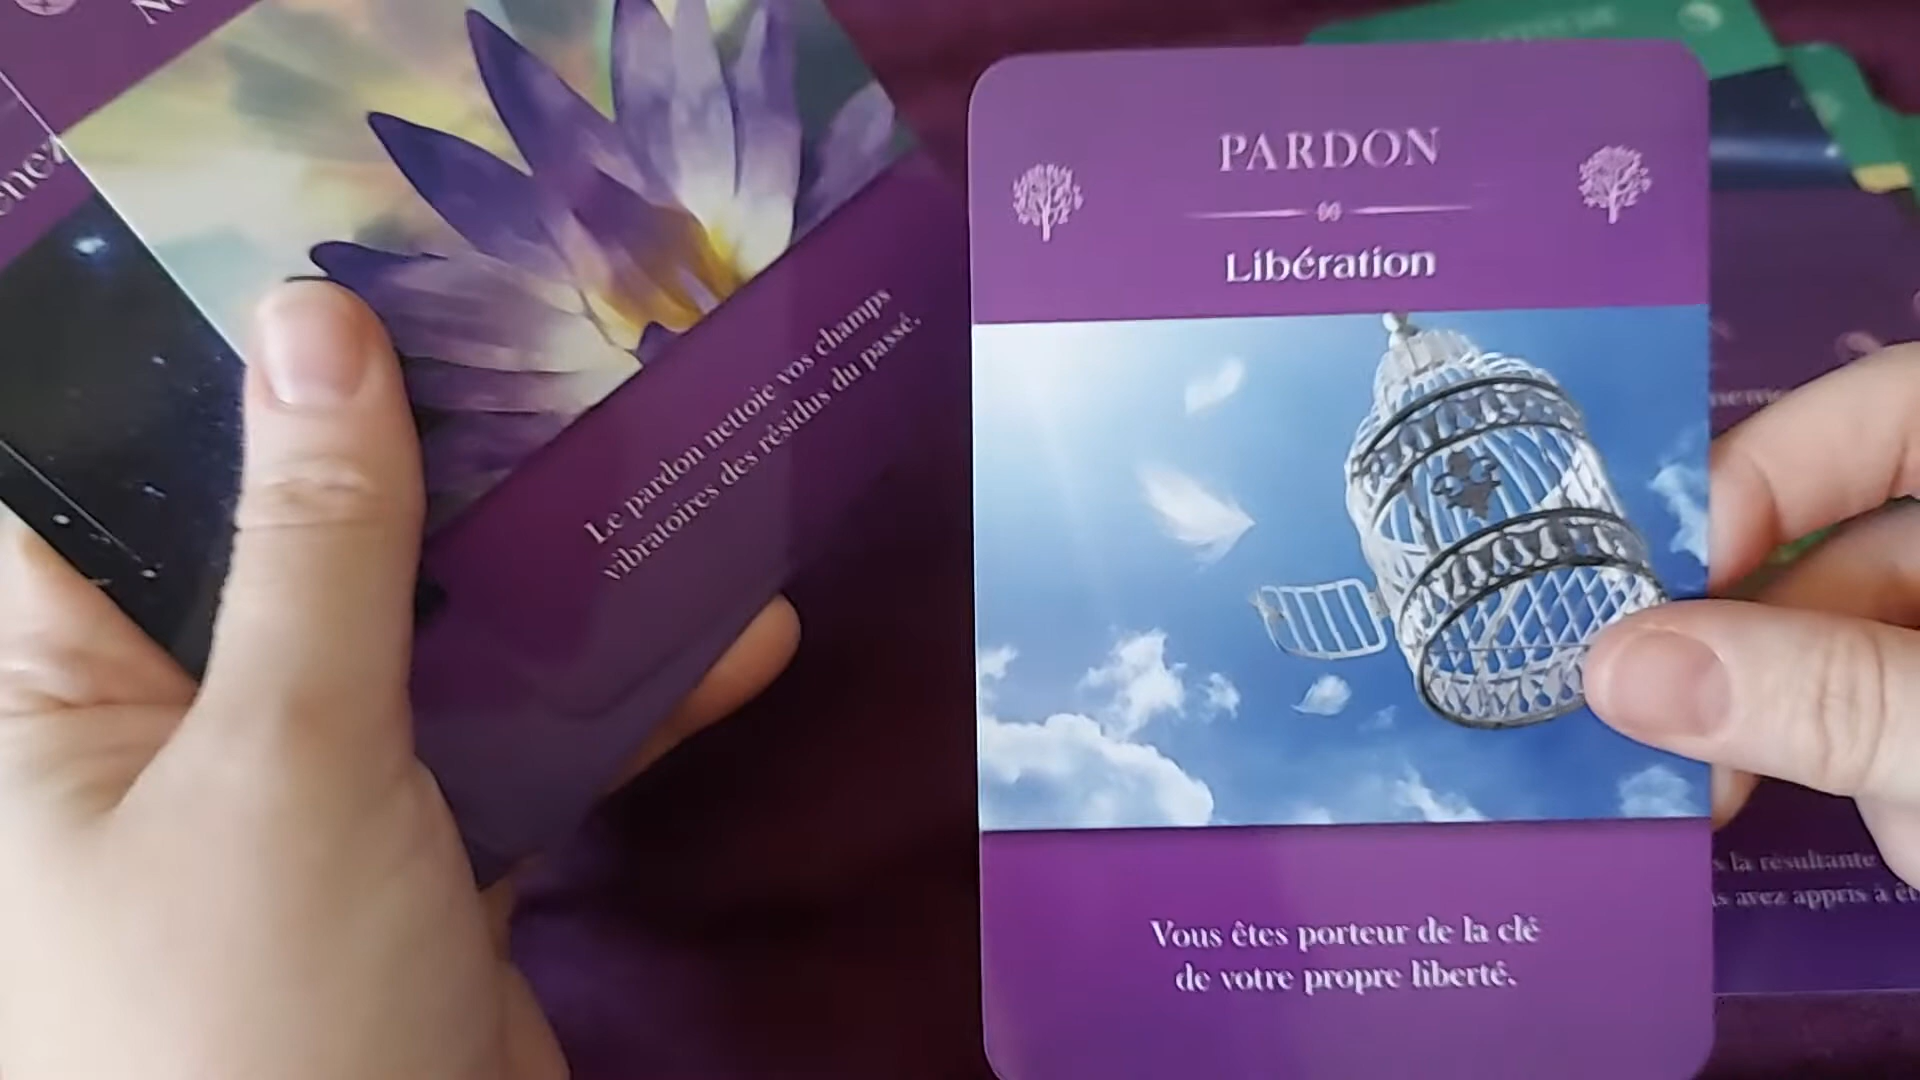 Le pardon nettoie vos champs
vibratoires des résidus du passé.
PARDON
Libération
Vous êtes porteur de la clé
de votre propre liberté.
la résultante
avez appris à